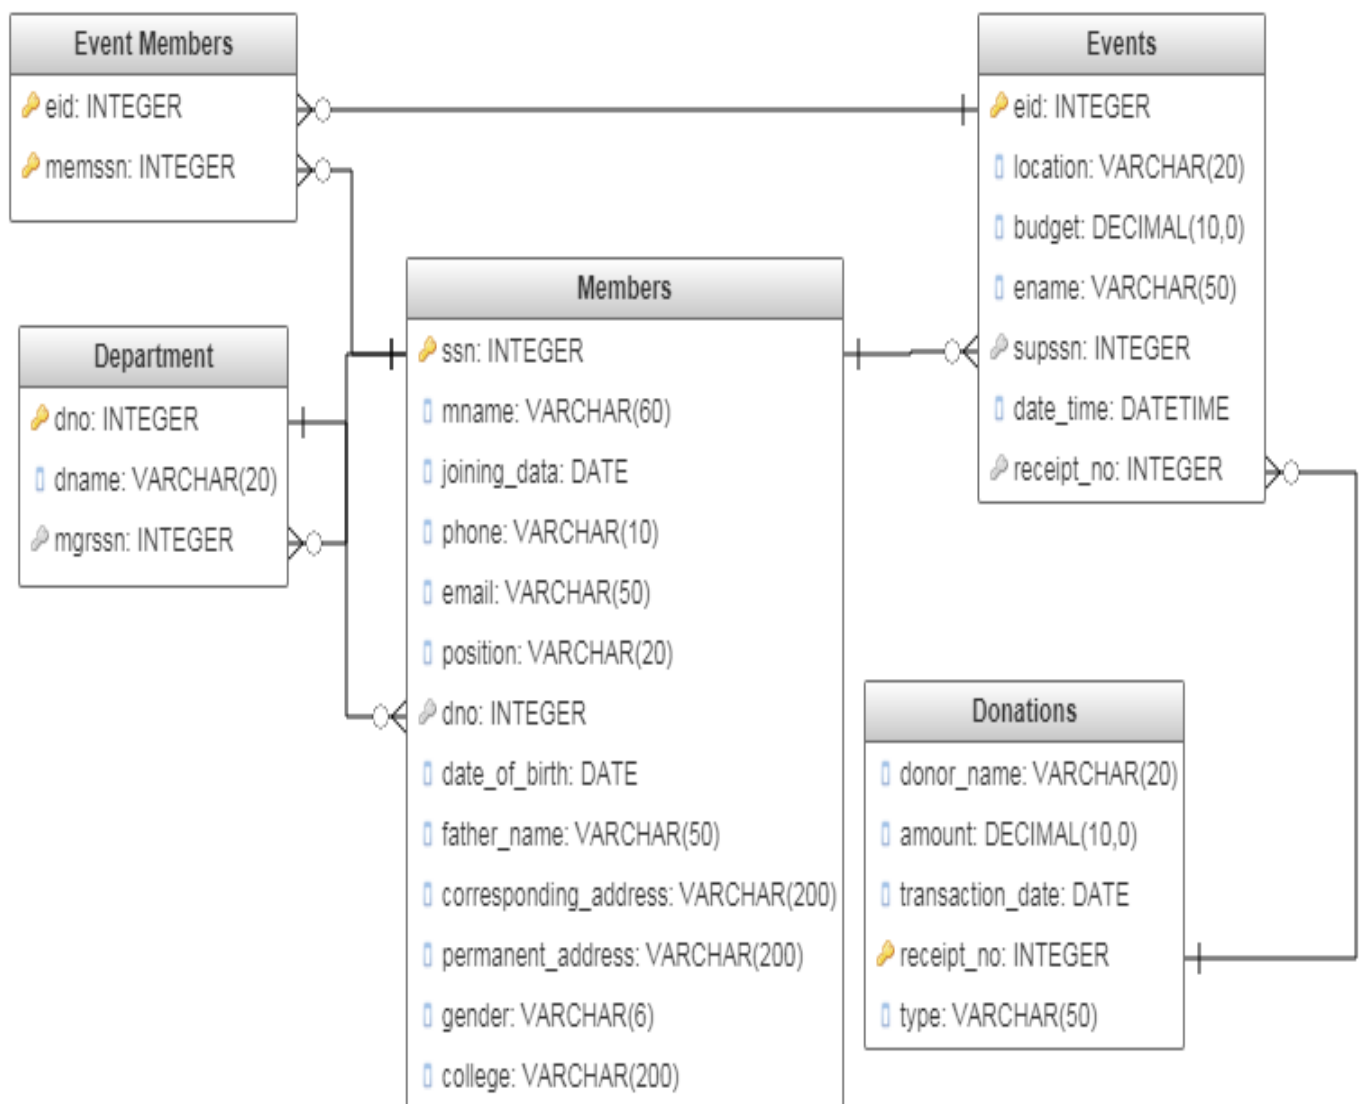 Event Members
eid: INTEGER
memssn: INTEGER
Events
eid: INTEGER
location: VARCHAR(20)
budget: DECIMAL(10,0)
ename: VARCHAR(50)
supssn: INTEGER
date_time: DATETIME
receipt_no: INTEGER
Department
dno: INTEGER
dname: VARCHAR(20)
mgrssn: INTEGER
Members
ssn: INTEGER
mname: VARCHAR(60)
joining_data: DATE
phone: VARCHAR(10)
email: VARCHAR(50)
position: VARCHAR(20)
dno: INTEGER
date_of_birth: DATE
father_name: VARCHAR(50)
corresponding_address: VARCHAR(200)
permanent_address: VARCHAR(200)
gender: VARCHAR(6)
college: VARCHAR(200)
Donations
donor_name: VARCHAR(20)
amount: DECIMAL(10,0)
transaction_date: DATE
receipt_no: INTEGER
type: VARCHAR(50)